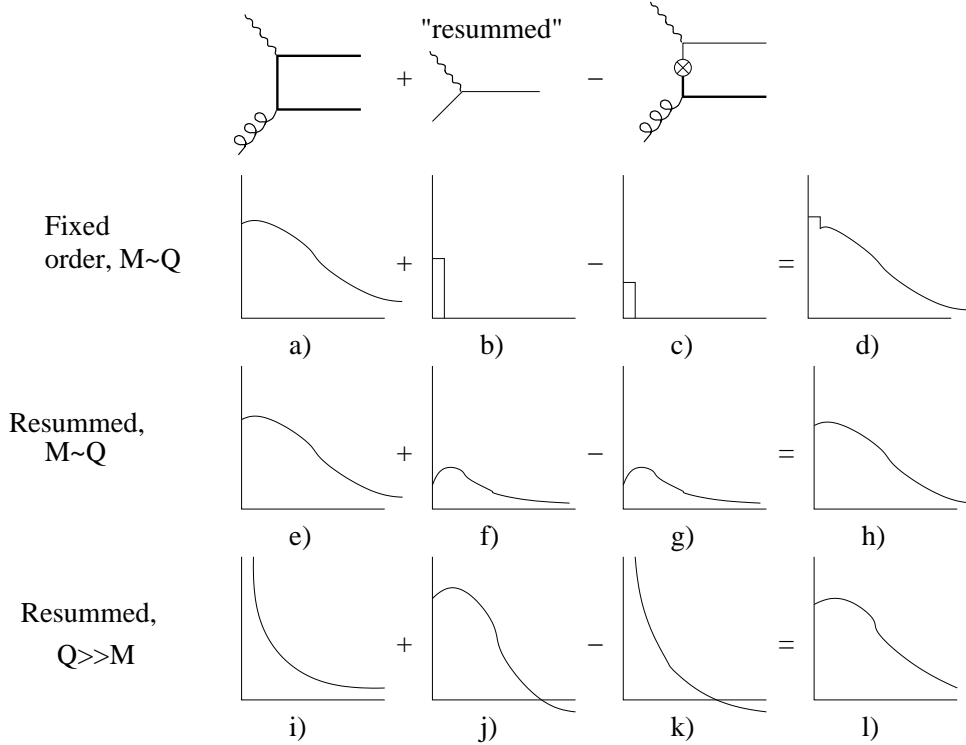 "resummed"
+ −
Fixed
order, M~Q
+ − =
a) b) c) d)
Resummed,
M~Q
+ − =
e) f) g) h)
Resummed,
Q>>M
+ − =
i) j) k) l)